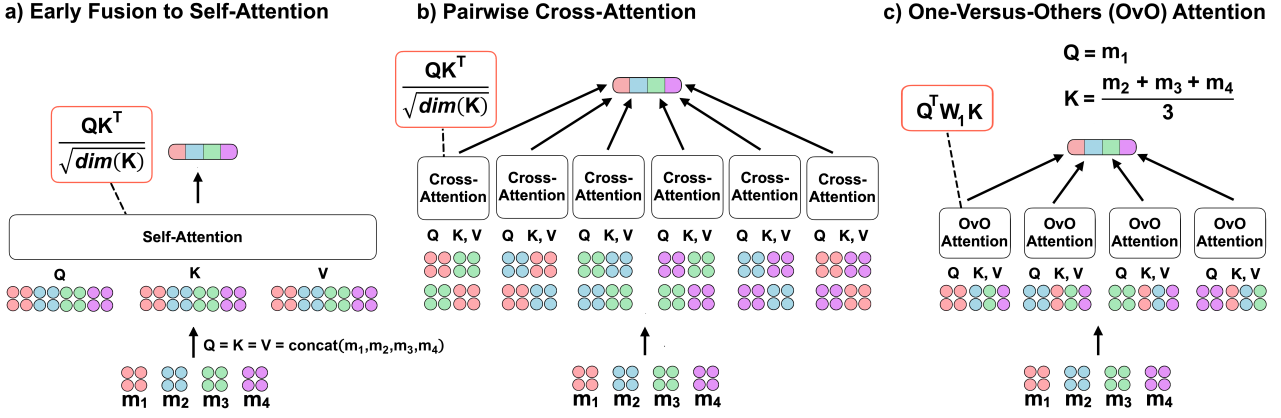 a) Early Fusion to Self-Attention
QK^T
√dim(K)
Self-Attention
Q K V
Q = K = V = concat(m₁,m₂,m₃,m₄)
m₁ m₂ m₃ m₄
b) Pairwise Cross-Attention
QK^T
√dim(K)
Cross-Attention Cross-Attention Cross-Attention Cross-Attention Cross-Attention Cross-Attention
Q K, V Q K, V Q K, V Q K, V Q K, V Q K, V
m₁ m₂ m₃ m₄
c) One-Versus-Others (OvO) Attention
Q = m₁
K = (m₂ + m₃ + m₄) / 3
Q^T W₁ K
OvO Attention OvO Attention OvO Attention OvO Attention
Q K, V Q K, V Q K, V Q K, V
m₁ m₂ m₃ m₄